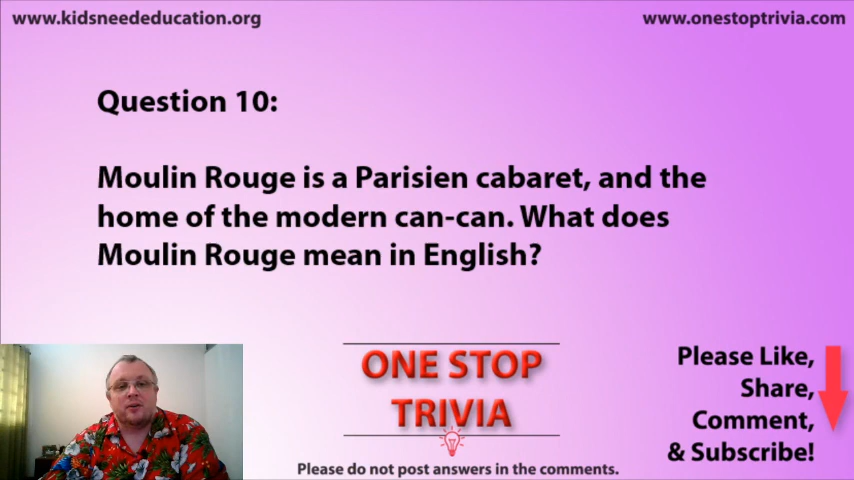 www.kidsneededucation.org
www.onestoptrivia.com
Question 10:
Moulin Rouge is a Parisien cabaret, and the
home of the modern can-can. What does
Moulin Rouge mean in English?
ONE STOP
TRIVIA
Please do not post answers in the comments.
Please Like,
Share,
Comment,
& Subscribe!